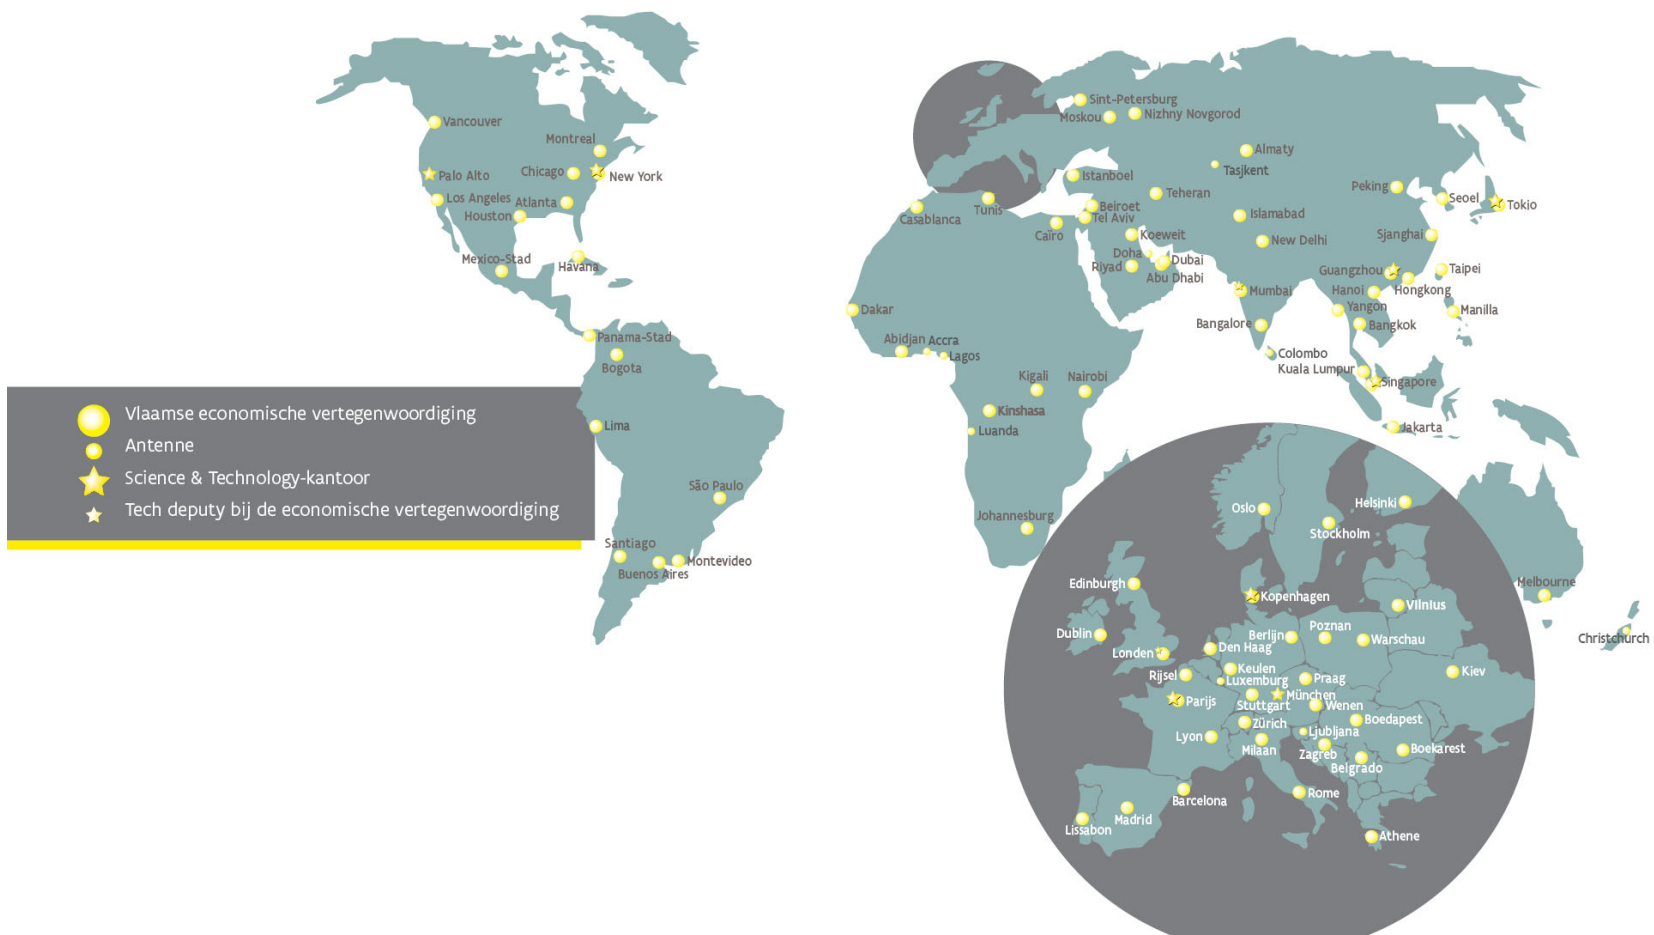 Vancouver
Montreal
Palo Alto
Chicago
New York
Los Angeles
Atlanta
Houston
Mexico-Stad
Havana
Panama-Stad
Bogota
Lima
São Paulo
Santiago
Buenos Aires
Montevideo
Vlaamse economische vertegenwoordiging
Antenne
Science & Technology-kantoor
Tech deputy bij de economische vertegenwoordiging
Sint-Petersburg
Moskou
Nizhny Novgorod
Almaty
Tasjkent
Istanboel
Teheran
Peking
Seoel
Tokio
Casablanca
Tunis
Beiroet
Tel Aviv
Caïro
Koeweit
Islamabad
New Delhi
Sjanghai
Doha
Dubai
Riyad
Abu Dhabi
Guangzhou
Taipei
Mumbai
Hanoi
Hongkong
Dakar
Yangon
Manilla
Bangalore
Bangkok
Abidjan
Accra
Lagos
Colombo
Kuala Lumpur
Singapore
Kigali
Nairobi
Kinshasa
Luanda
Jakarta
Johannesburg
Melbourne
Christchurch
Oslo
Helsinki
Stockholm
Edinburgh
Kopenhagen
Vilnius
Dublin
Berlijn
Poznan
Warschau
Londen
Den Haag
Rijsel
Keulen
Luxemburg
Praag
Kiev
Parijs
Stuttgart
München
Wenen
Zürich
Boedapest
Lyon
Milaan
Ljubljana
Zagreb
Boekarest
Belgrado
Barcelona
Rome
Madrid
Lissabon
Athene